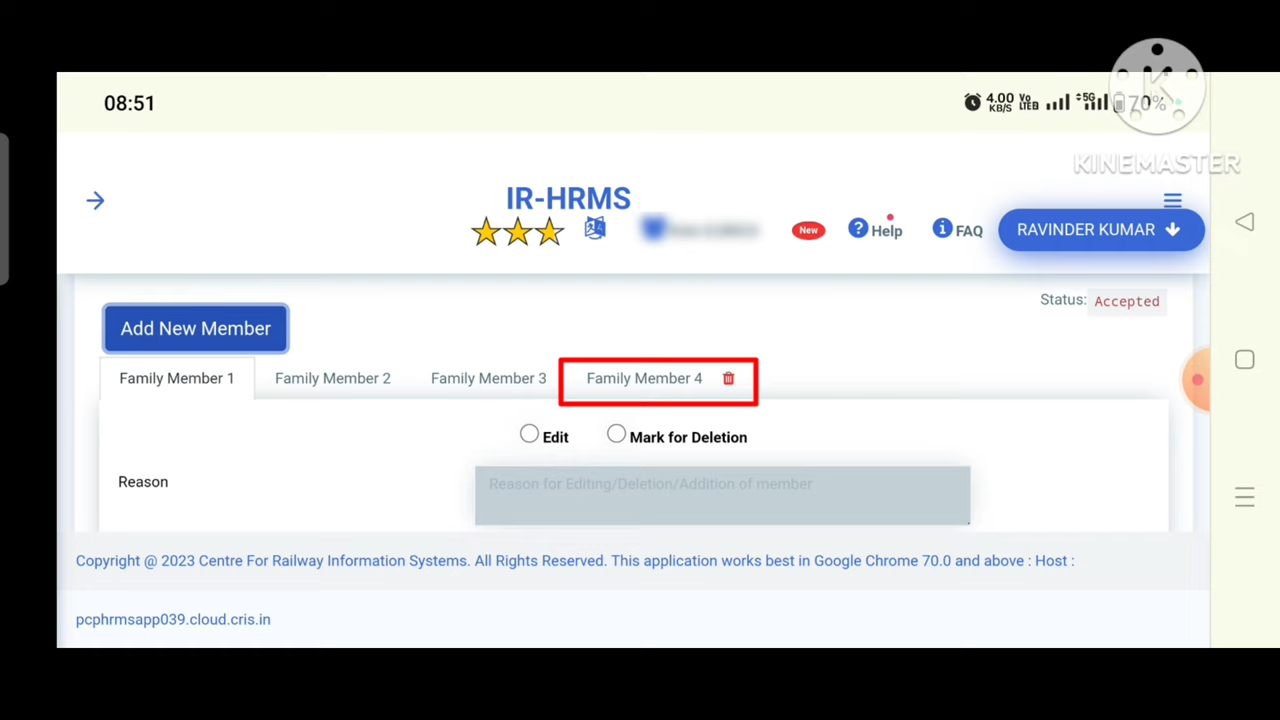 08:51
4.00 KB/S Vo LTEB 5G 70%
KINEMASTER
IR-HRMS
New
Help
FAQ
RAVINDER KUMAR
Status: Accepted
Add New Member
Family Member 1
Family Member 2
Family Member 3
Family Member 4
Edit
Mark for Deletion
Reason
Reason for Editing/Deletion/Addition of member
Copyright @ 2023 Centre For Railway Information Systems. All Rights Reserved. This application works best in Google Chrome 70.0 and above : Host :
pcphrmsapp039.cloud.cris.in